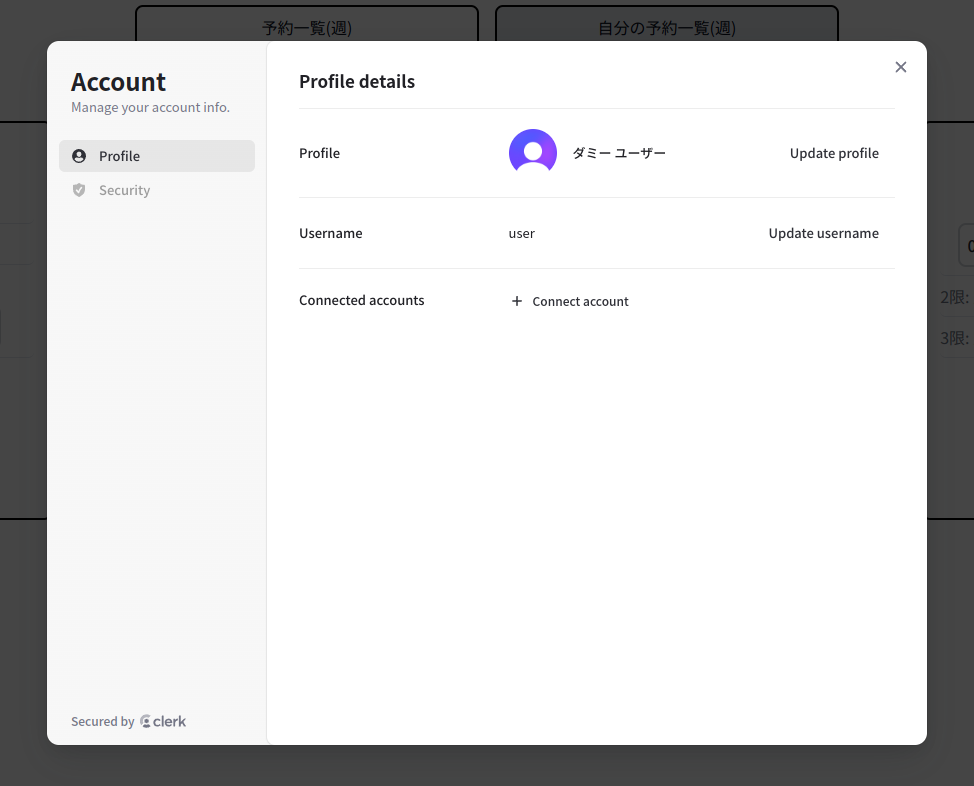 予約一覧(週)
自分の予約一覧(週)
Account
Manage your account info.
Profile
Security
Profile details
Profile
ダミー ユーザー
Update profile
Username
user
Update username
Connected accounts
+ Connect account
2限:
3限:
Secured by clerk